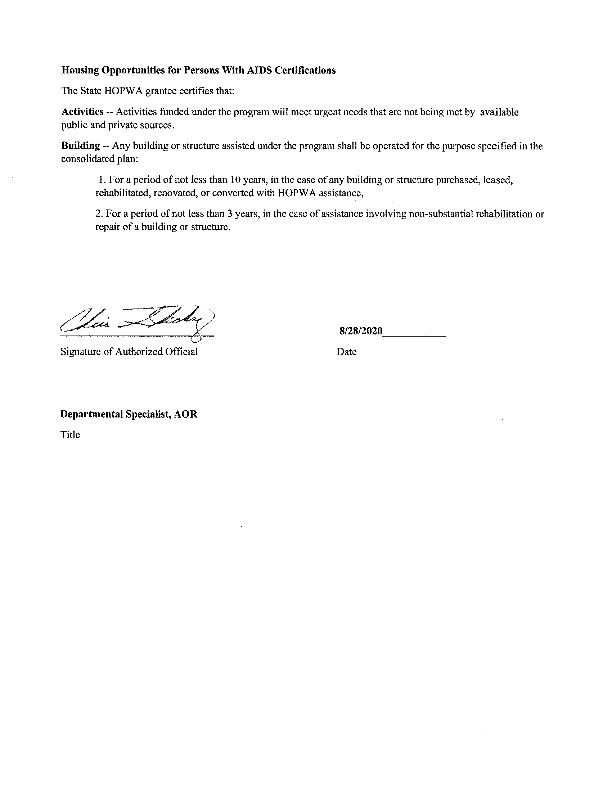 Housing Opportunities for Persons With AIDS Certifications
The State HOPWA grantee certifies that:
Activities -- Activities funded under the program will meet urgent needs that are not being met by available
public and private sources.
Building -- Any building or structure assisted under the program shall be operated for the purpose specified in the
consolidated plan:
1. For a period of not less than 10 years, in the case of any building or structure purchased, leased,
rehabilitated, renovated, or converted with HOPWA assistance,
2. For a period of not less than 3 years, in the case of assistance involving non-substantial rehabilitation or
repair of a building or structure.
8/28/2020
Signature of Authorized Official Date
Departmental Specialist, AOR
Title